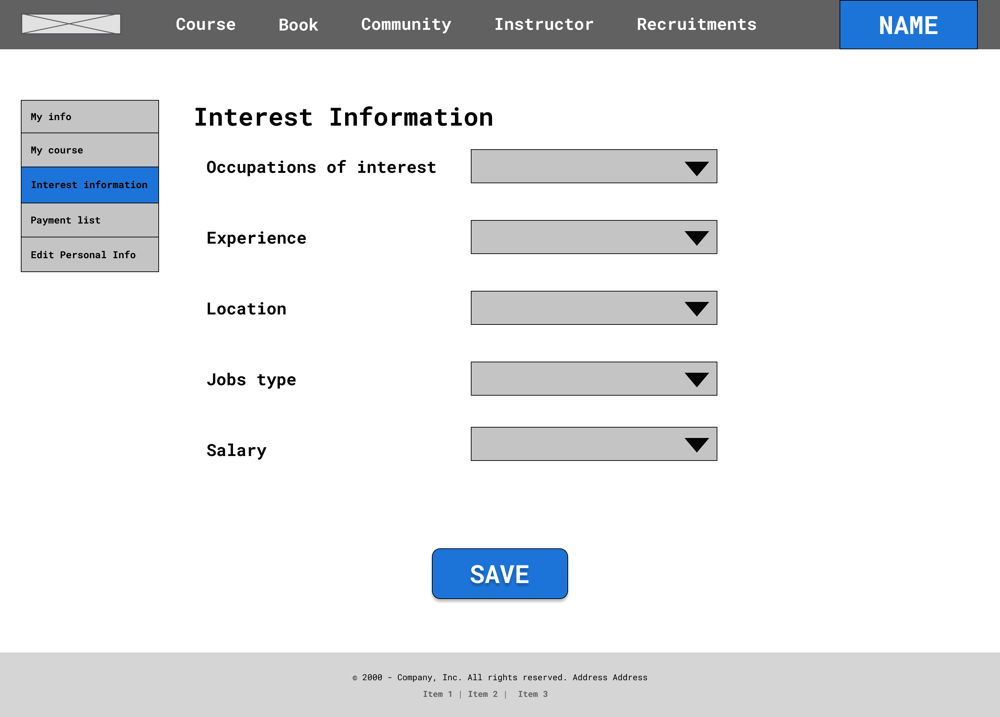 Course Book Community Instructor Recruitments NAME
My info
My course
Interest information
Payment list
Edit Personal Info
Interest Information
Occupations of interest
Experience
Location
Jobs type
Salary
SAVE
© 2000 - Company, Inc. All rights reserved. Address Address
Item 1 | Item 2 | Item 3